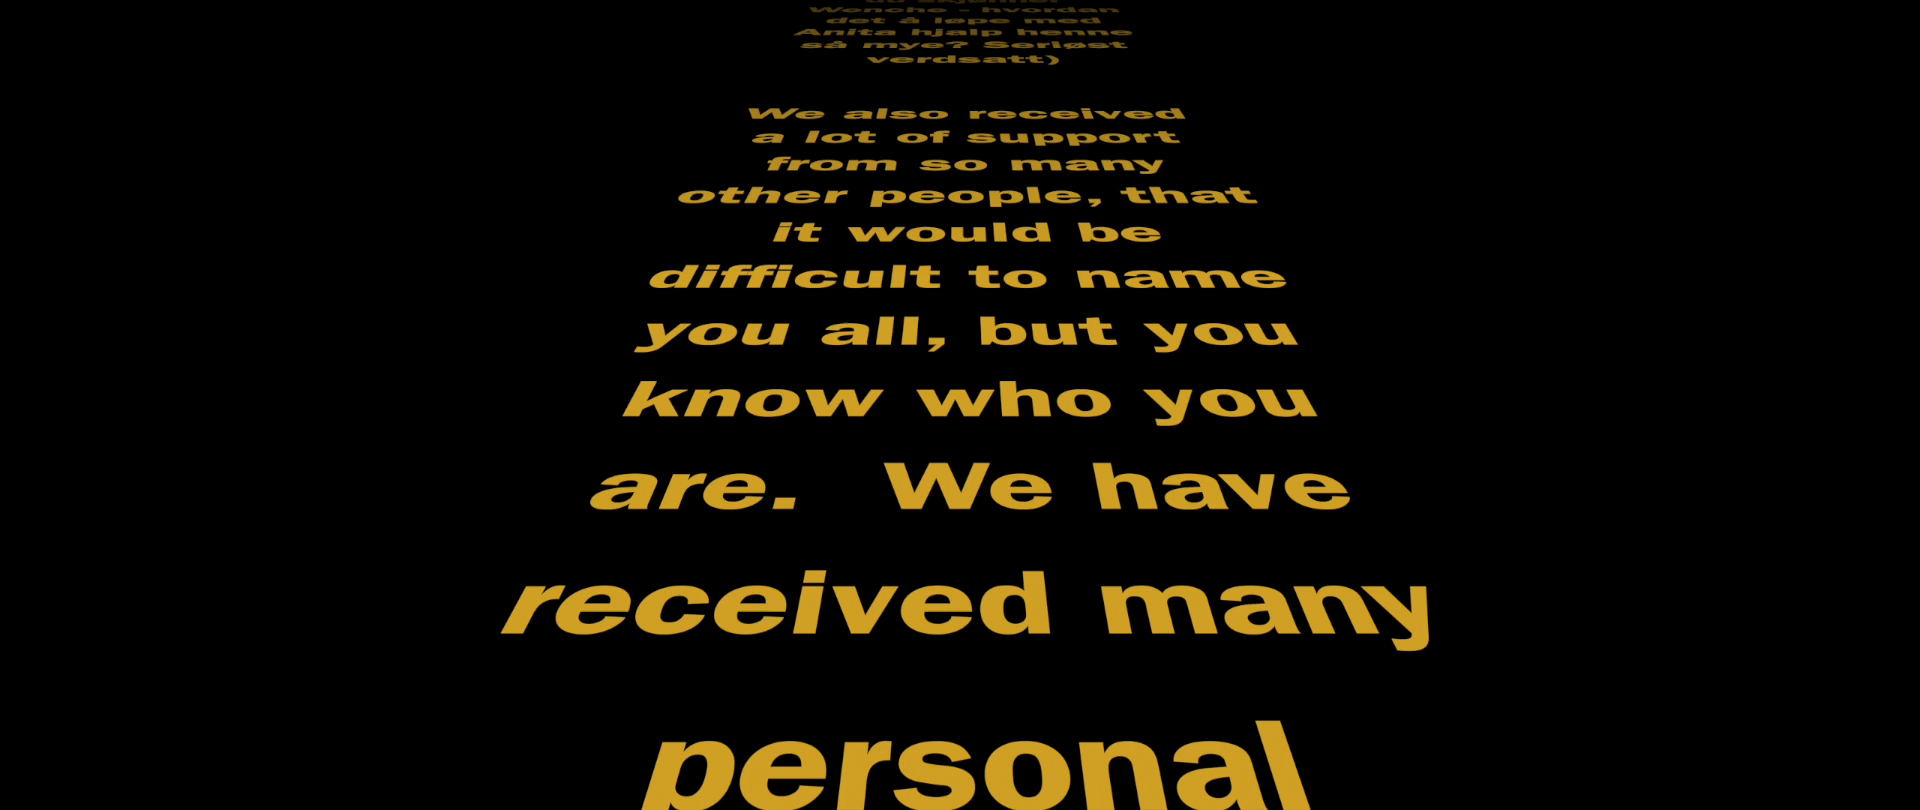 du skjønner
Wenche - hvordan
det å løpe med
Anita hjalp henne
så mye? Seriøst
verdsatt)
We also received
a lot of support
from so many
other people, that
it would be
difficult to name
you all, but you
know who you
are.  We have
received many
personal